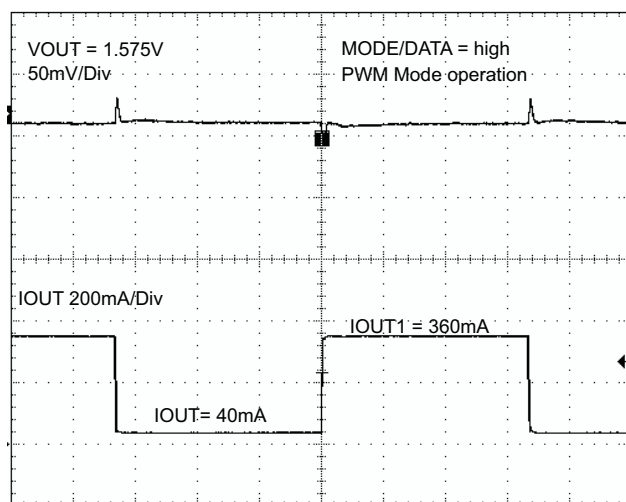 VOUT = 1.575V
50mV/Div
MODE/DATA = high
PWM Mode operation
IOUT 200mA/Div
IOUT1 = 360mA
IOUT= 40mA